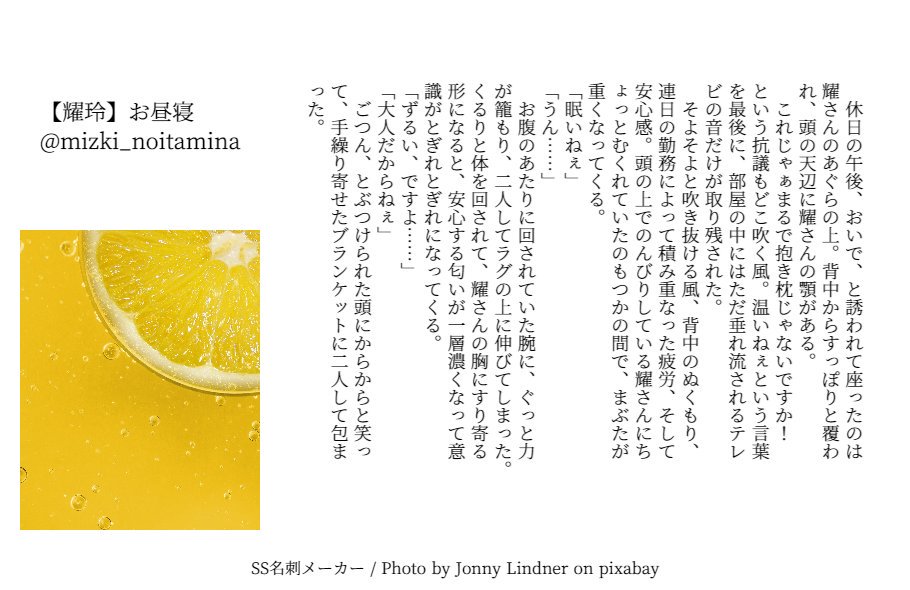 【耀玲】お昼寝
@mizki_noitamina
　休日の午後、おいで、と誘われて座ったのは
耀さんのあぐらの上。背中からすっぽりと覆わ
れ、頭の天辺に耀さんの顎がある。
　これじゃぁまるで抱き枕じゃないですか！
という抗議もどこ吹く風。温いねぇという言葉
を最後に、部屋の中にはただ垂れ流されるテレ
ビの音だけが取り残された。
　そよそよと吹き抜ける風、背中のぬくもり、
連日の勤務によって積み重なった疲労、そして
安心感。頭の上でのんびりしている耀さんにち
ょっとむくれていたのもつかの間で、まぶたが
重くなってくる。
「眠いねぇ」
「うん……」
　お腹のあたりに回されていた腕に、ぐっと力
が籠もり、二人してラグの上に伸びてしまった。
くるりと体を回されて、耀さんの胸にすり寄る
形になると、安心する匂いが一層濃くなって意
識がとぎれとぎれになってくる。
「ずるい、ですよ……」
「大人だからねぇ」
　ごつん、とぶつけられた頭にからからと笑っ
て、手繰り寄せたブランケットに二人して包ま
った。
SS名刺メーカー / Photo by Jonny Lindner on pixabay